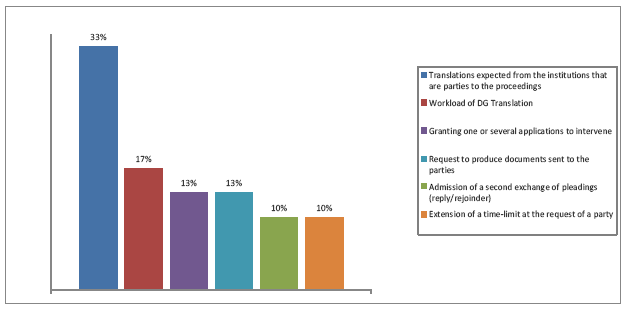 33%
17%
13%
13%
10%
10%
Translations expected from the institutions that
are parties to the proceedings
Workload of DG Translation
Granting one or several applications to intervene
Request to produce documents sent to the
parties
Admission of a second exchange of pleadings
(reply/rejoinder)
Extension of a time-limit at the request of a party